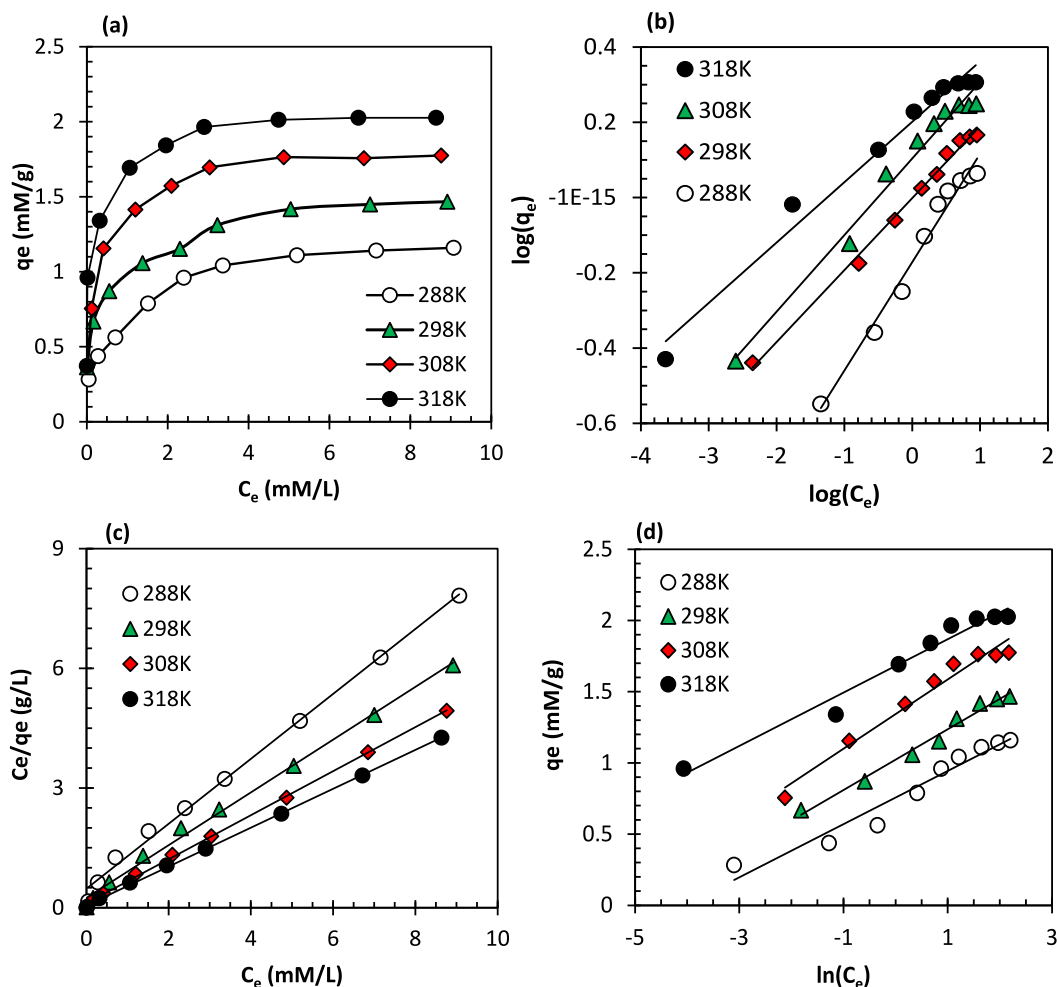 (a)
2.5
2
1.5
1
0.5
0
0 2 4 6 8 10
qe (mM/g)
Ce (mM/L)
288K
298K
308K
318K
(b)
0.4
0.2
-1E-15
-0.2
-0.4
-0.6
-4 -3 -2 -1 0 1 2
log(qe)
log(Ce)
318K
308K
298K
288K
(c)
9
6
3
0
0 2 4 6 8 10
Ce/qe (g/L)
Ce (mM/L)
288K
298K
308K
318K
(d)
2.5
2
1.5
1
0.5
0
-5 -3 -1 1 3
qe (mM/g)
ln(Ce)
288K
298K
308K
318K